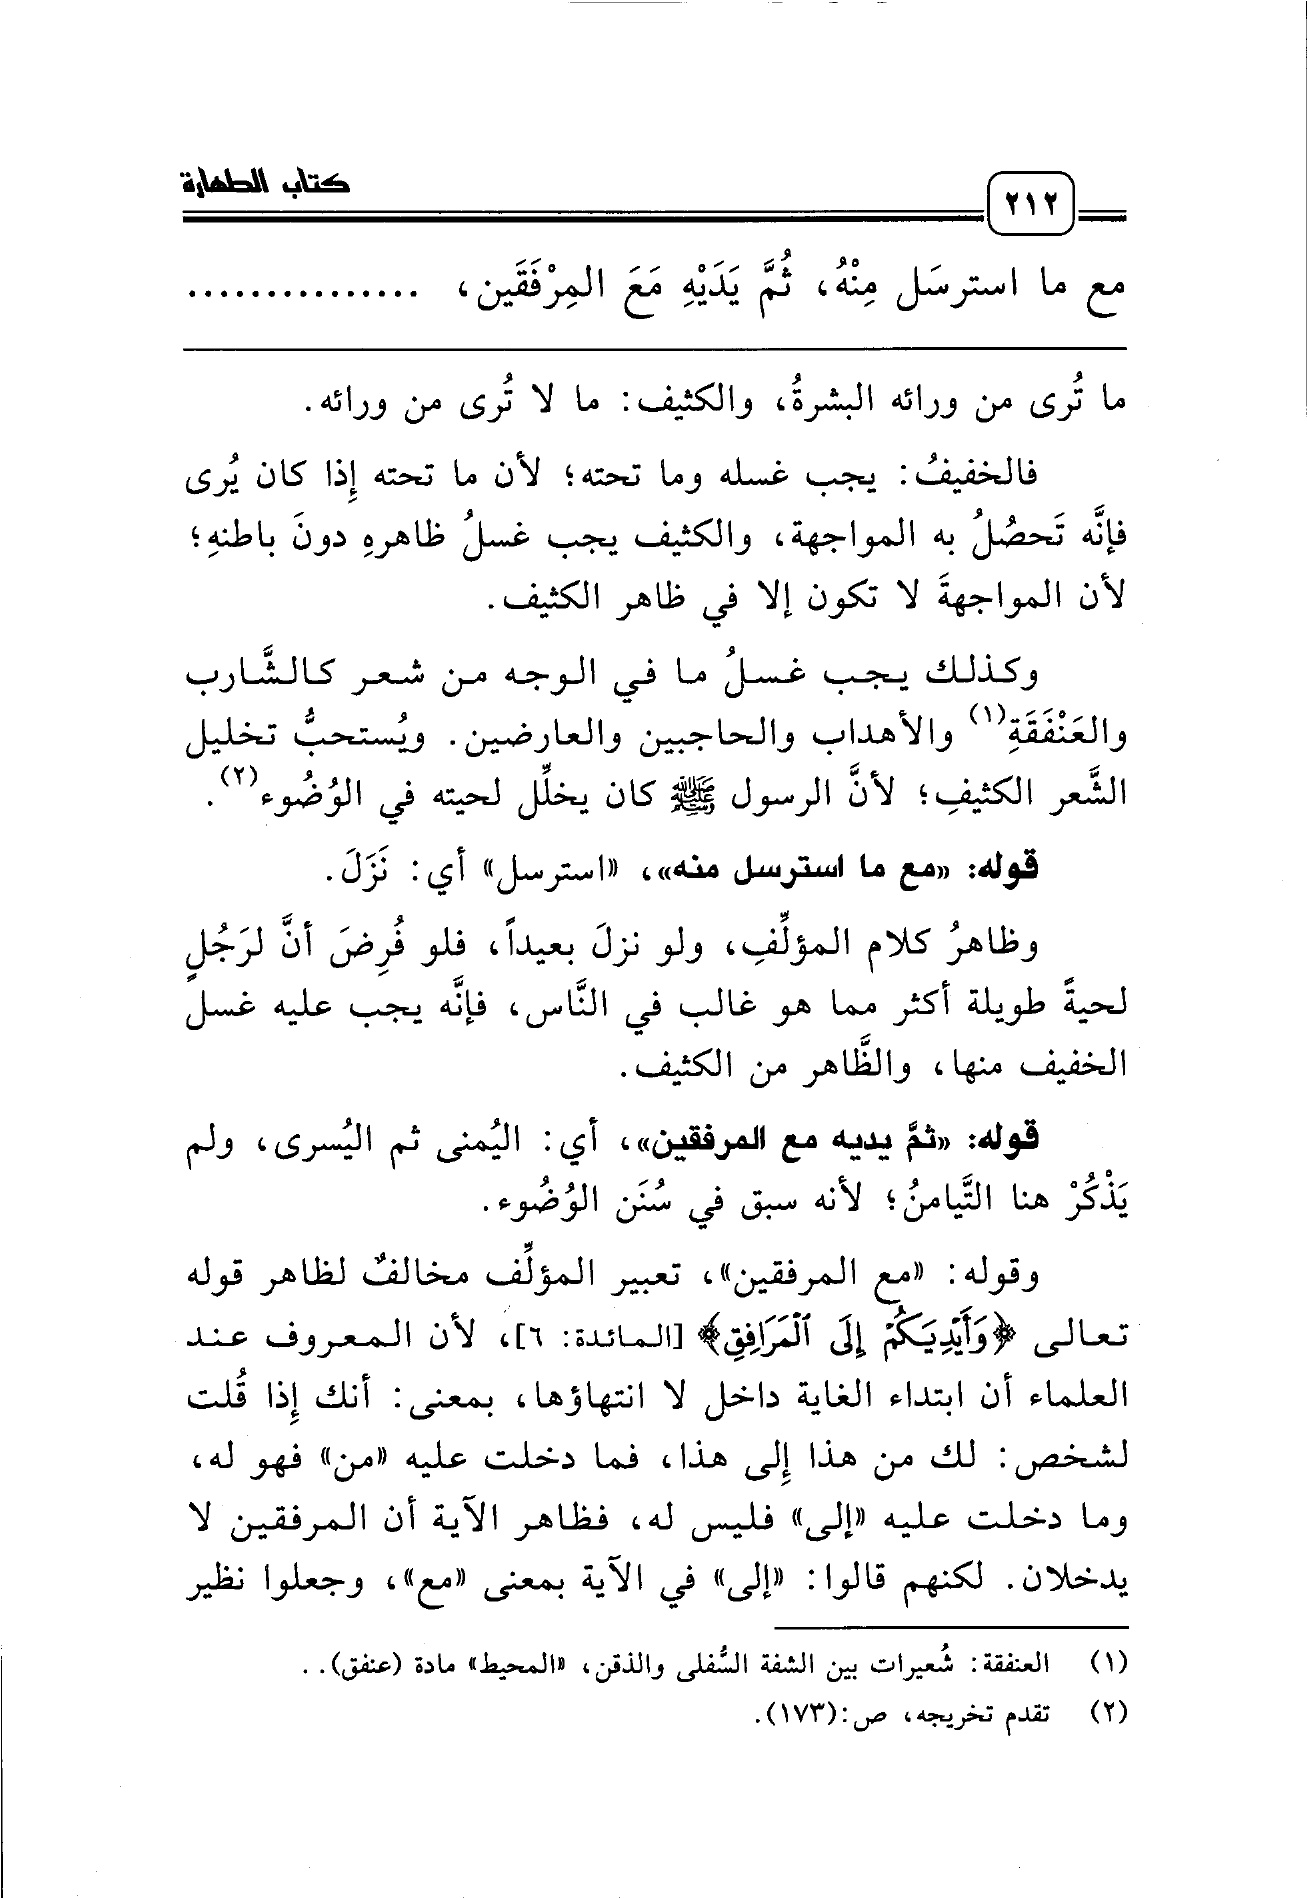 كتاب الطهارة
٢١٢
مع ما استرسَل مِنْهُ، ثُمَّ يَدَيْهِ مَعَ المِرْفَقَين، ...............
ما تُرى من ورائه البشرةُ، والكثيف: ما لا تُرى من ورائه.
فالخفيفُ: يجب غسله وما تحته؛ لأن ما تحته إِذا كان يُرى
فإنَّه تَحصُلُ به المواجهة، والكثيف يجب غسلُ ظاهرهِ دونَ باطنهِ؛
لأن المواجهةَ لا تكون إلا في ظاهر الكثيف.
وكذلك يجب غسلُ ما في الوجه من شعر كالشَّارب
والعَنْفَقَةِ(١) والأهداب والحاجبين والعارضين. ويُستحبُّ تخليل
الشَّعر الكثيفِ؛ لأنَّ الرسول ﷺ كان يخلِّل لحيته في الوُضُوء(٢).
قوله: «مع ما استرسل منه»، «استرسل» أي: نَزَلَ.
وظاهرُ كلام المؤلِّفِ، ولو نزلَ بعيداً، فلو فُرِضَ أنَّ لرَجُلٍ
لحيةً طويلة أكثر مما هو غالب في النَّاس، فإنَّه يجب عليه غسل
الخفيف منها، والظَّاهر من الكثيف.
قوله: «ثمَّ يديه مع المرفقين»، أي: اليُمنى ثم اليُسرى، ولم
يَذْكُرْ هنا التَّيامنُ؛ لأنه سبق في سُنَن الوُضُوء.
وقوله: «مع المرفقين»، تعبير المؤلِّف مخالفٌ لظاهر قوله
تعالى ﴿وَأَيْدِيَكُمْ إِلَى ٱلْمَرَافِقِ﴾ [المائدة: ٦]، لأن المعروف عند
العلماء أن ابتداء الغاية داخل لا انتهاؤها، بمعنى: أنك إِذا قُلت
لشخص: لك من هذا إِلى هذا، فما دخلت عليه «من» فهو له،
وما دخلت عليه «إلى» فليس له، فظاهر الآية أن المرفقين لا
يدخلان. لكنهم قالوا: «إلى» في الآية بمعنى «مع»، وجعلوا نظير
(١) العنفقة: شُعيرات بين الشفة السُّفلى والذقن، «المحيط» مادة (عنفق). .
(٢) تقدم تخريجه، ص:(١٧٣).